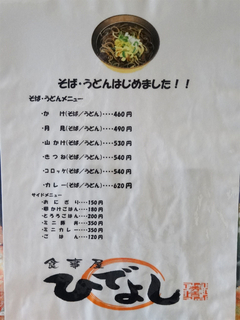 そば・うどんはじめました！！
そば・うどんメニュー
・か け(そば／うどん)････460円
・月 見(そば／うどん)････490円
・山かけ(そば／うどん)････530円
・きつね(そば／うどん)････540円
・コロッケ(そば／うどん)････540円
・カレー(そば／うどん)････620円
サイドメニュー
・お に ぎ り････150円
・卵かけごはん････180円
・とろろごはん････200円
・ミ ニ 豚 丼････350円
・ミ ニ カ レ ー････350円
・ご は ん････120円
食事屋
ひでよし